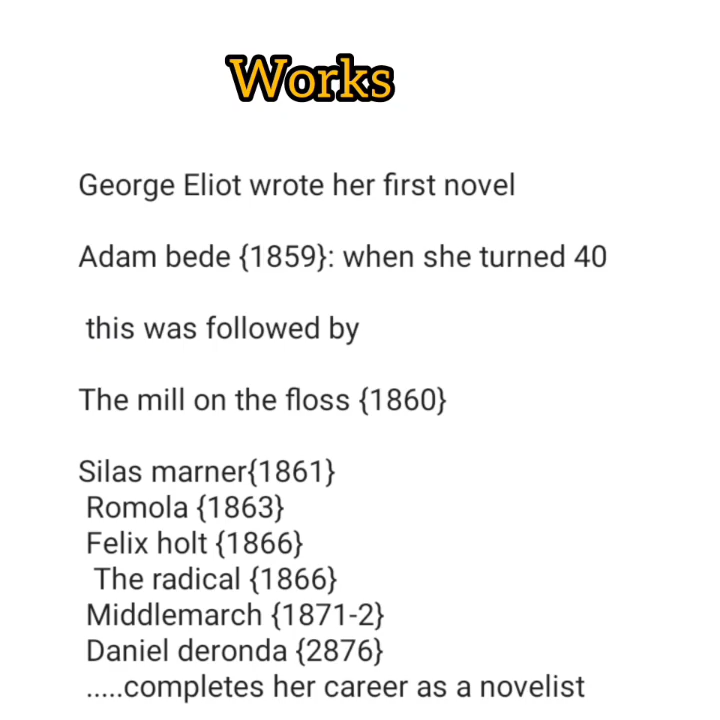 Works
George Eliot wrote her first novel
Adam bede {1859}: when she turned 40
this was followed by
The mill on the floss {1860}
Silas marner{1861}
Romola {1863}
Felix holt {1866}
The radical {1866}
Middlemarch {1871-2}
Daniel deronda {2876}
.....completes her career as a novelist